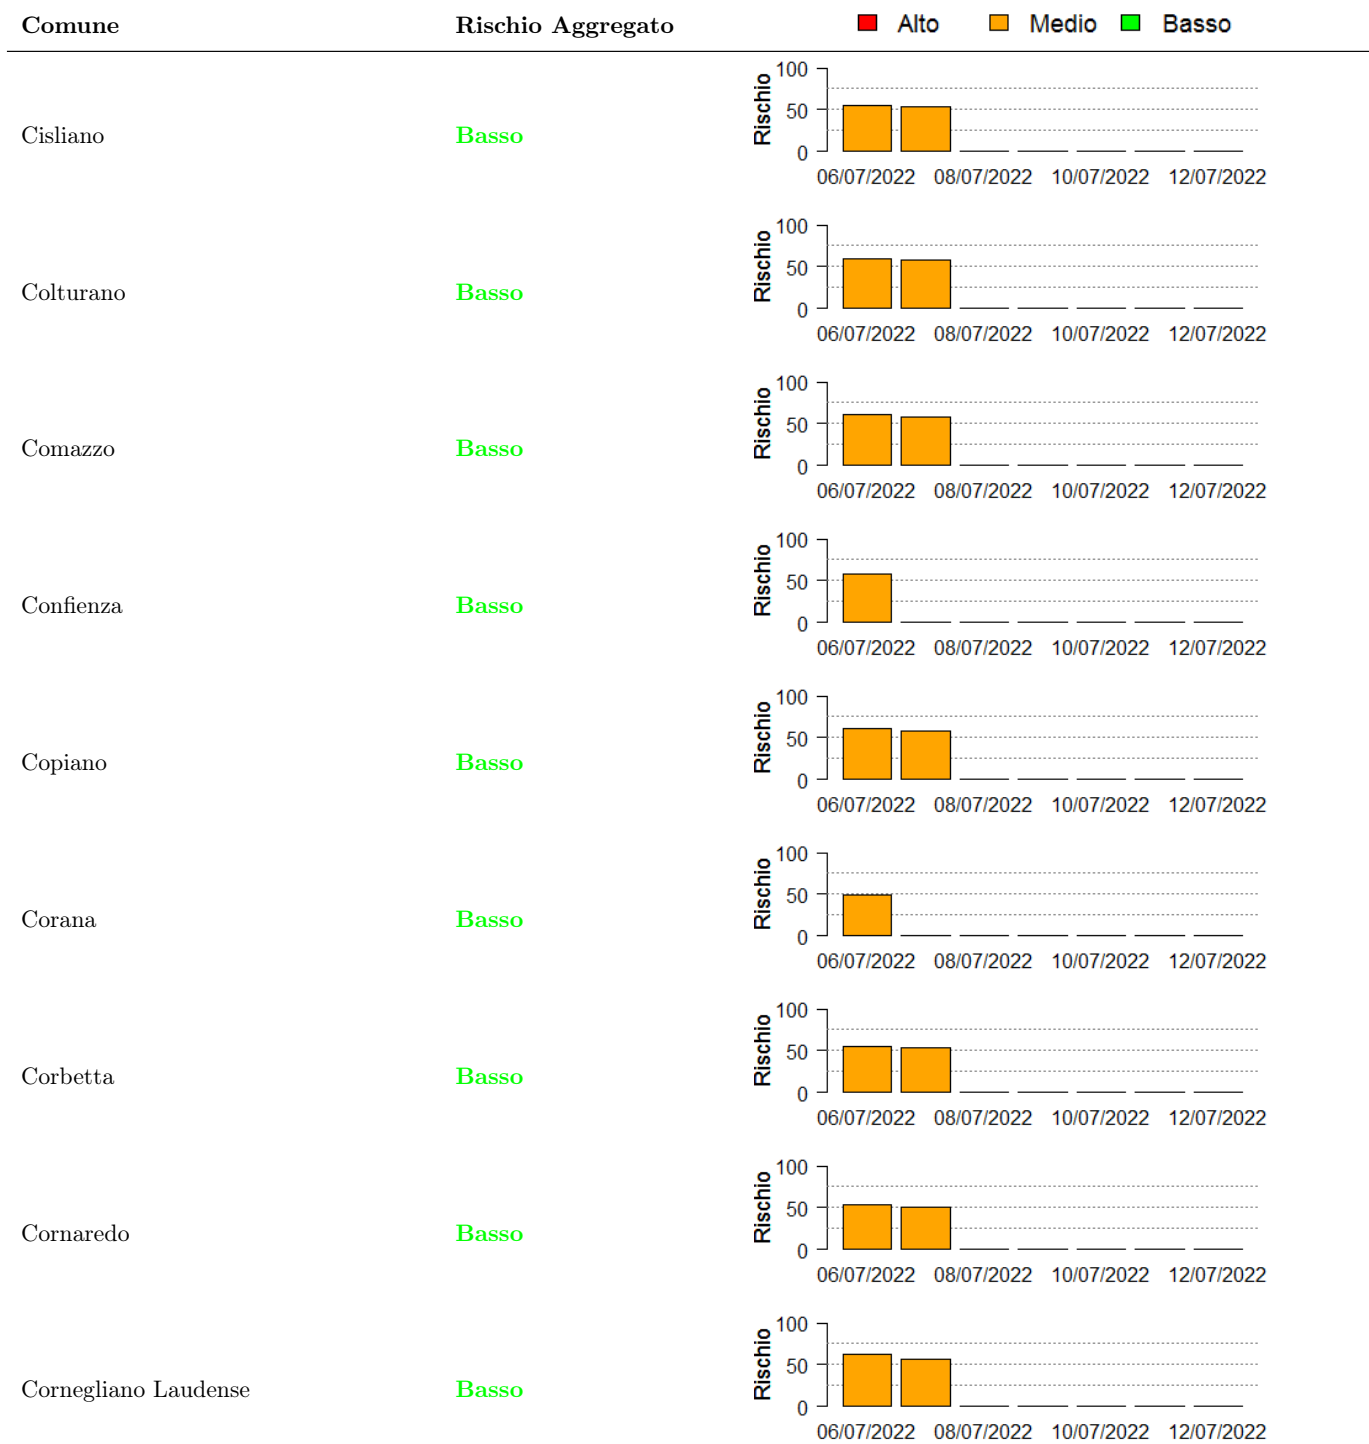 Comune Rischio Aggregato Alto Medio Basso
100
Rischio
50
Cisliano Basso
0
06/07/2022 08/07/2022 10/07/2022 12/07/2022
100
Rischio
50
Colturano Basso
0
06/07/2022 08/07/2022 10/07/2022 12/07/2022
100
Rischio
50
Comazzo Basso
0
06/07/2022 08/07/2022 10/07/2022 12/07/2022
100
Rischio
50
Confienza Basso
0
06/07/2022 08/07/2022 10/07/2022 12/07/2022
100
Rischio
50
Copiano Basso
0
06/07/2022 08/07/2022 10/07/2022 12/07/2022
100
Rischio
50
Corana Basso
0
06/07/2022 08/07/2022 10/07/2022 12/07/2022
100
Rischio
50
Corbetta Basso
0
06/07/2022 08/07/2022 10/07/2022 12/07/2022
100
Rischio
50
Cornaredo Basso
0
06/07/2022 08/07/2022 10/07/2022 12/07/2022
100
Rischio
50
Cornegliano Laudense Basso
0
06/07/2022 08/07/2022 10/07/2022 12/07/2022